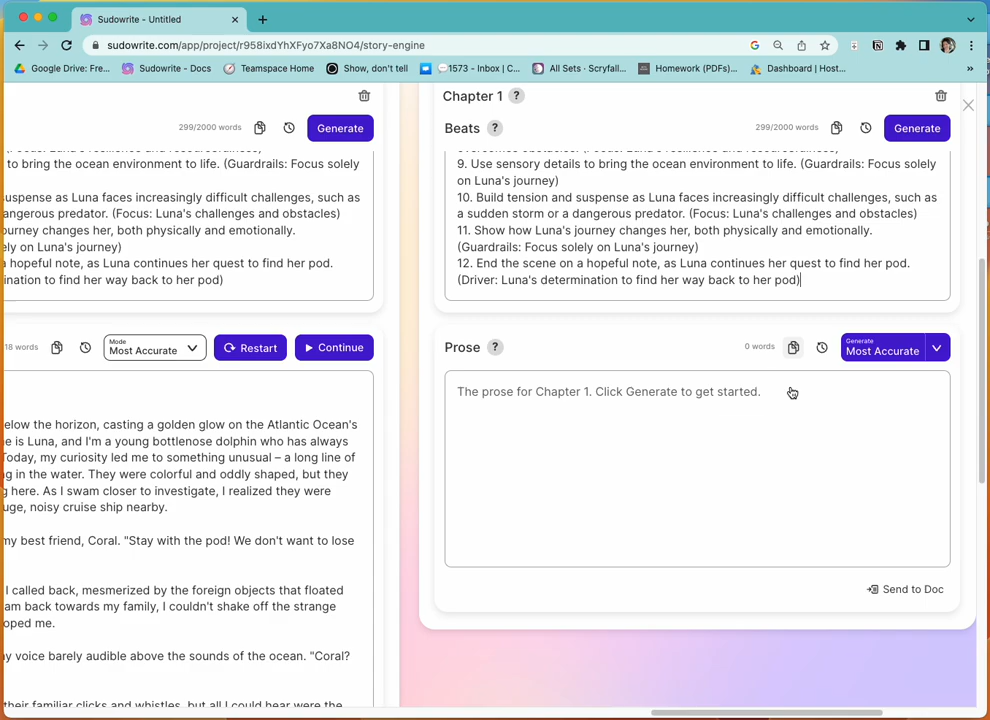 Sudowrite - Untitled
sudowrite.com/app/project/r958ixdYhXFyo7Xa8NO4/story-engine
Google Drive: Fre...
Sudowrite - Docs
Teamspace Home
Show, don't tell
1573 - Inbox | C...
All Sets · Scryfall...
Homework (PDFs)...
Dashboard | Host...
»
299/2000 words
Generate
to bring the ocean environment to life. (Guardrails: Focus solely
uspense as Luna faces increasingly difficult challenges, such as
angerous predator. (Focus: Luna's challenges and obstacles)
ourney changes her, both physically and emotionally.
ely on Luna's journey)
a hopeful note, as Luna continues her quest to find her pod.
ination to find her way back to her pod)
18 words
Mode
Most Accurate
Restart
Continue
elow the horizon, casting a golden glow on the Atlantic Ocean's
e is Luna, and I'm a young bottlenose dolphin who has always
Today, my curiosity led me to something unusual – a long line of
ng in the water. They were colorful and oddly shaped, but they
g here. As I swam closer to investigate, I realized they were
uge, noisy cruise ship nearby.
my best friend, Coral. "Stay with the pod! We don't want to lose
I called back, mesmerized by the foreign objects that floated
am back towards my family, I couldn't shake off the strange
oped me.
ny voice barely audible above the sounds of the ocean. "Coral?
their familiar clicks and whistles, but all I could hear were the
Chapter 1 ?
Beats ?
299/2000 words
Generate
9. Use sensory details to bring the ocean environment to life. (Guardrails: Focus solely
on Luna's journey)
10. Build tension and suspense as Luna faces increasingly difficult challenges, such as
a sudden storm or a dangerous predator. (Focus: Luna's challenges and obstacles)
11. Show how Luna's journey changes her, both physically and emotionally.
(Guardrails: Focus solely on Luna's journey)
12. End the scene on a hopeful note, as Luna continues her quest to find her pod.
(Driver: Luna's determination to find her way back to her pod)
Prose ?
0 words
Generate
Most Accurate
The prose for Chapter 1. Click Generate to get started.
Send to Doc